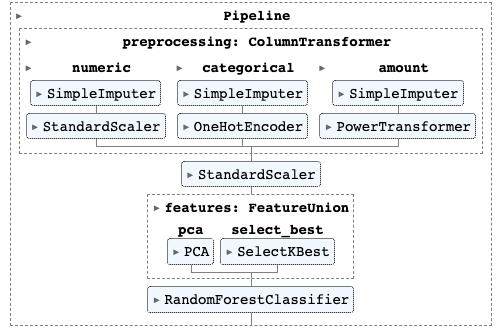 Pipeline
preprocessing: ColumnTransformer
numeric categorical amount
SimpleImputer SimpleImputer SimpleImputer
StandardScaler OneHotEncoder PowerTransformer
StandardScaler
features: FeatureUnion
pca select_best
PCA SelectKBest
RandomForestClassifier